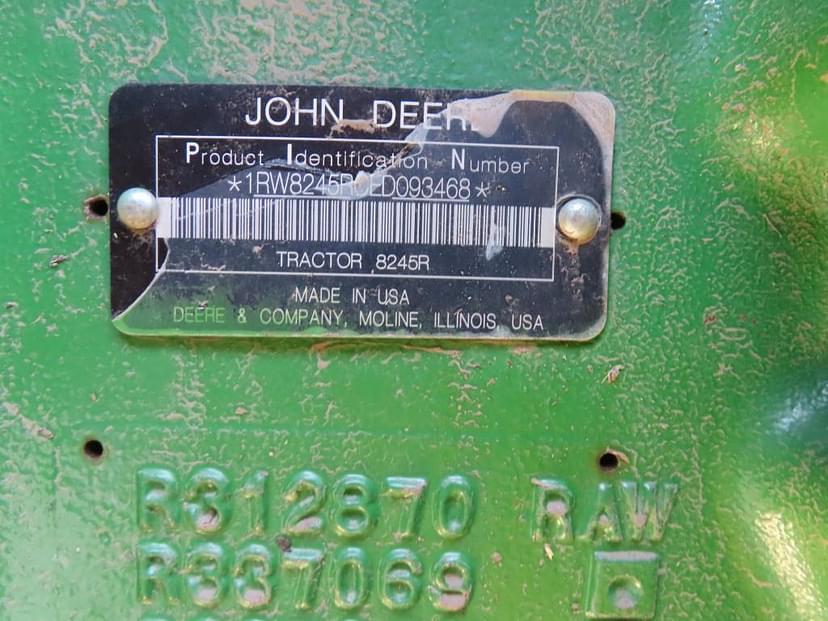 JOHN DEERE
Product Identification Number
*1RW8245RCED093468*
TRACTOR 8245R
MADE IN USA
DEERE & COMPANY, MOLINE, ILLINOIS, USA
R312870 RAW
R337069